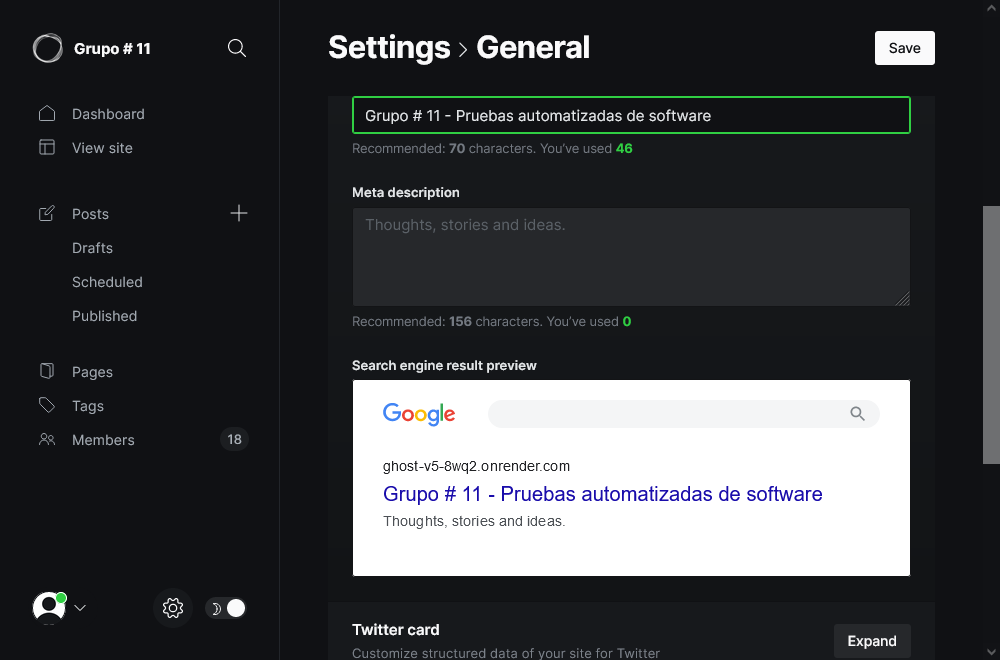 Grupo # 11
Dashboard
View site
Posts
Drafts
Scheduled
Published
Pages
Tags
Members
18
Settings › General
Save
Grupo # 11 - Pruebas automatizadas de software
Recommended: 70 characters. You've used 46
Meta description
Thoughts, stories and ideas.
Recommended: 156 characters. You've used 0
Search engine result preview
Google
ghost-v5-8wq2.onrender.com
Grupo # 11 - Pruebas automatizadas de software
Thoughts, stories and ideas.
Twitter card
Customize structured data of your site for Twitter
Expand